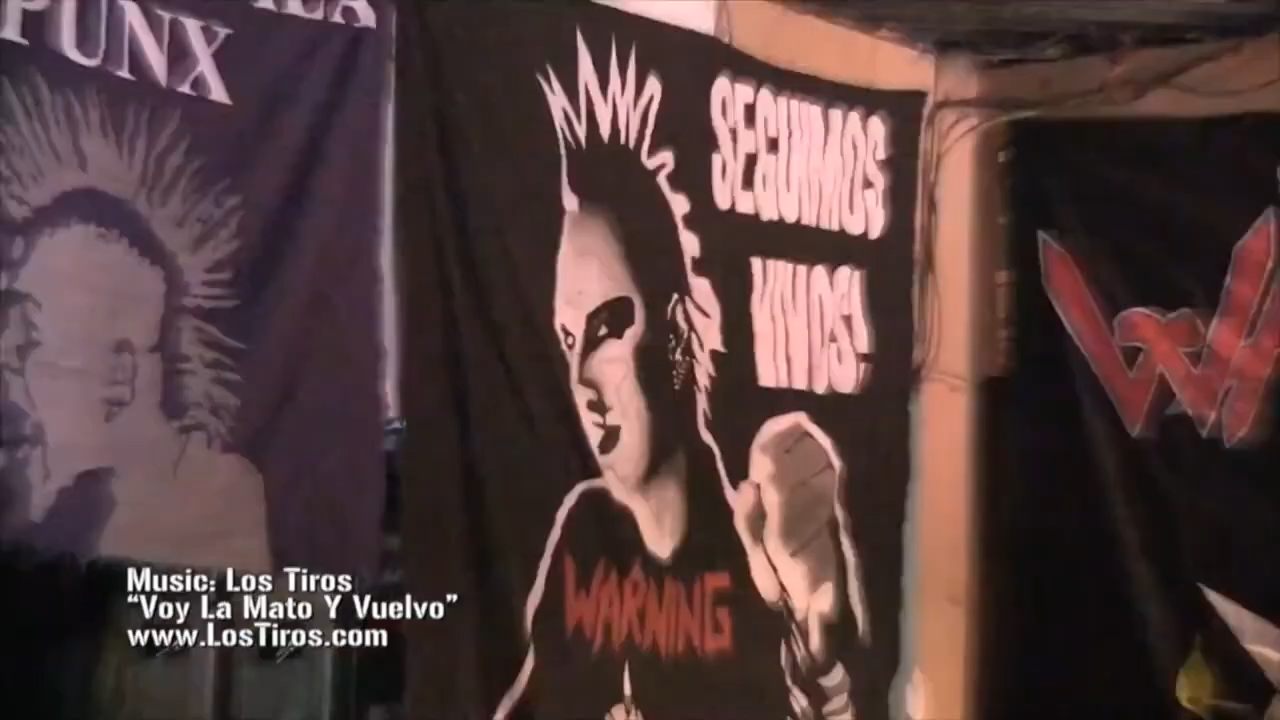 PUNX
SEGUIMOS
VIVOS!
WARNING
Music: Los Tiros
“Voy La Mato Y Vuelvo”
www.LosTiros.com